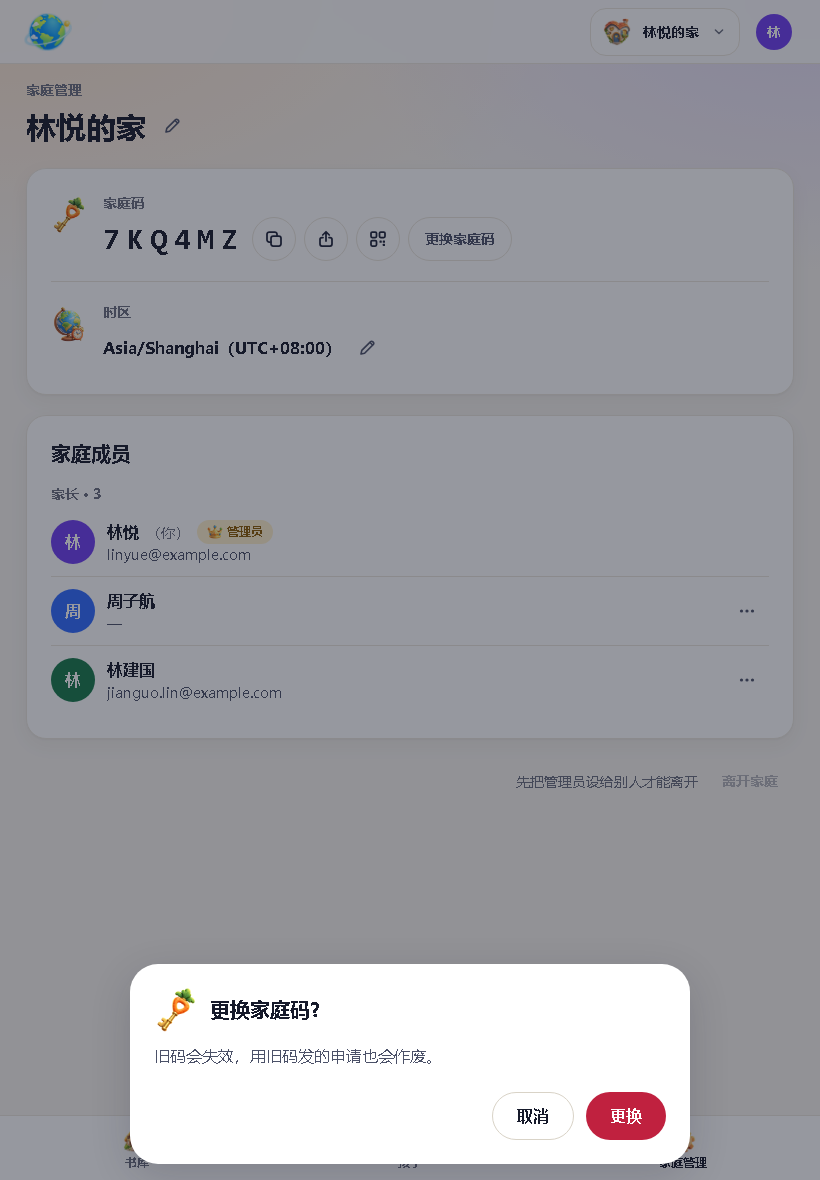 林悦的家
林
家庭管理
林悦的家
家庭码
7KQ4MZ
更换家庭码
时区
Asia/Shanghai（UTC+08:00）
家庭成员
家长 • 3
林
林悦 （你） 管理员
linyue@example.com
周
周子航
—
林
林建国
jianguo.lin@example.com
先把管理员设给别人才能离开 离开家庭
更换家庭码?
旧码会失效，用旧码发的申请也会作废。
取消 更换
书库 家庭管理